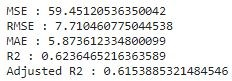 MSE : 59.45120536350042
RMSE : 7.710460775044538
MAE : 5.873612334800099
R2 : 0.6236465216363589
Adjusted R2 : 0.6153885321484546